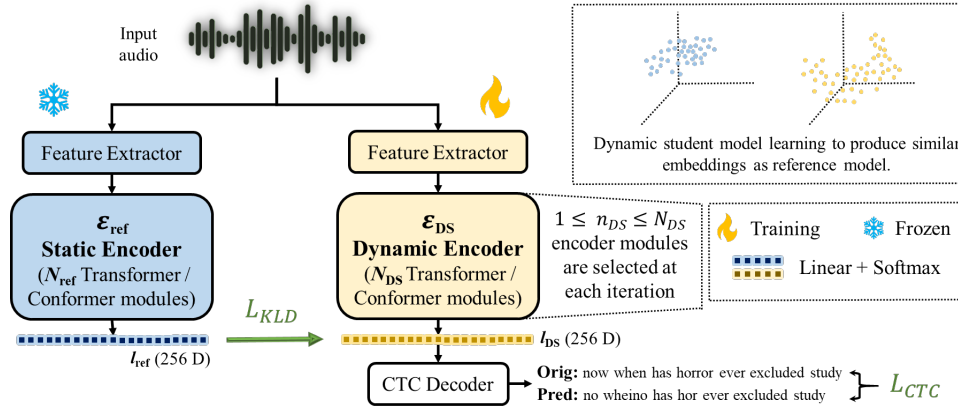 Input
audio
Feature Extractor
Feature Extractor
Dynamic student model learning to produce similar
embeddings as reference model.
ε_ref
Static Encoder
(N_ref Transformer /
Conformer modules)
ε_DS
Dynamic Encoder
(N_DS Transformer /
Conformer modules)
1 ≤ n_DS ≤ N_DS
encoder modules
are selected at
each iteration
Training
Frozen
Linear + Softmax
L_KLD
l_ref (256 D)
l_DS (256 D)
CTC Decoder
Orig: now when has horror ever excluded study
Pred: no wheino has hor ever excluded study
L_CTC